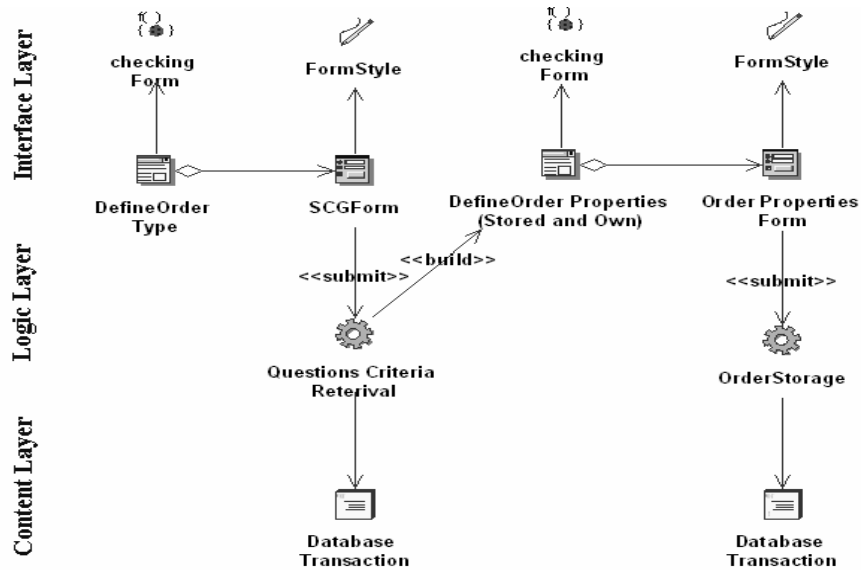 f( )
{ }
checking
Form
FormStyle
f( )
{ }
checking
Form
FormStyle
Interface Layer
DefineOrder
Type
SCGForm
DefineOrder Properties
(Stored and Own)
Order Properties
Form
<<submit>>
<<build>>
<<submit>>
Logic Layer
Questions Criteria
Reterival
OrderStorage
Content Layer
Database
Transaction
Database
Transaction